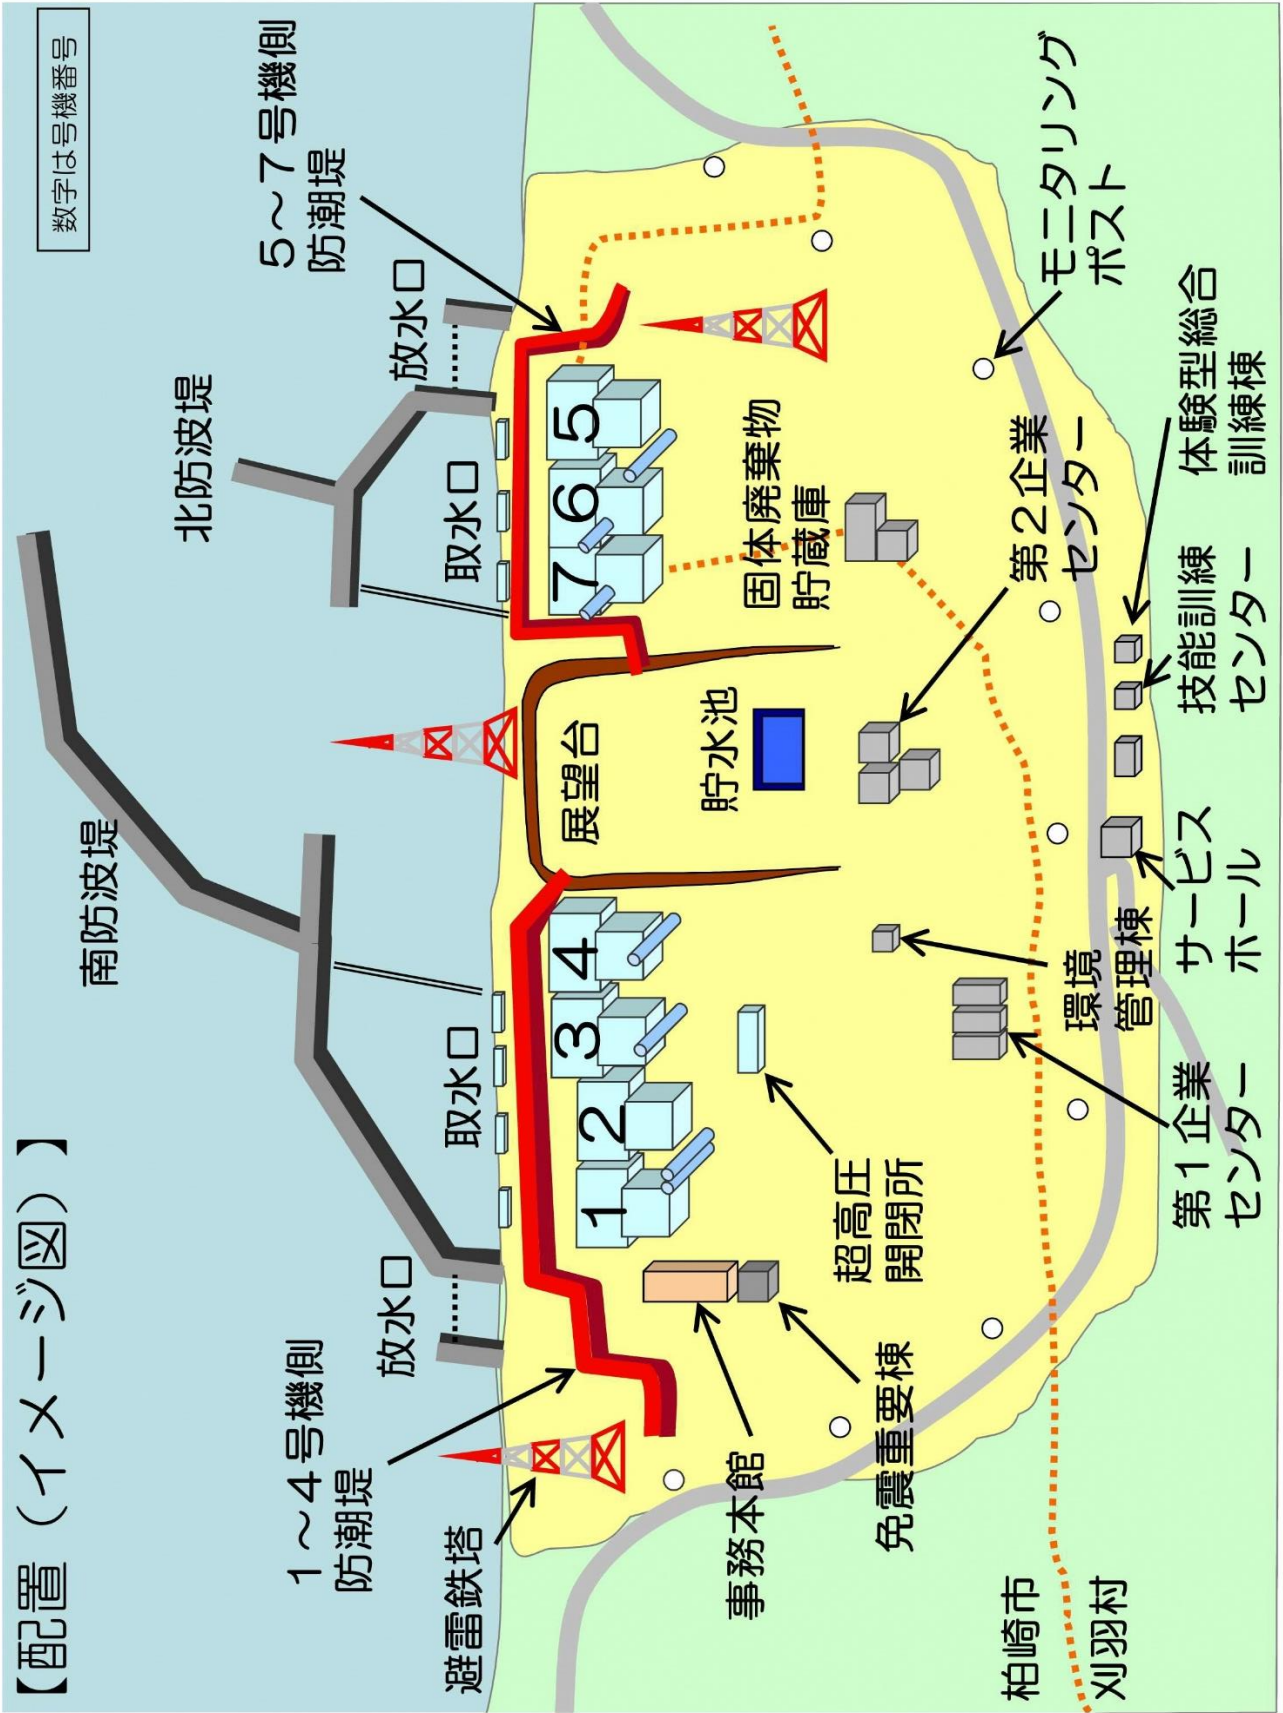 【配置（イメージ図）】
数字は号機番号
南防波堤
北防波堤
1～4号機側
防潮堤
放水口
取水口
取水口
放水口
5～7号機側
防潮堤
避雷鉄塔
展望台
1
2
3
4
7
6
5
事務本館
免震重要棟
超高圧
開閉所
貯水池
固体廃棄物
貯蔵庫
環境
管理棟
第2企業
センター
モニタリング
ポスト
柏崎市
刈羽村
第1企業
センター
サービス
ホール
技能訓練
センター
体験型総合
訓練棟